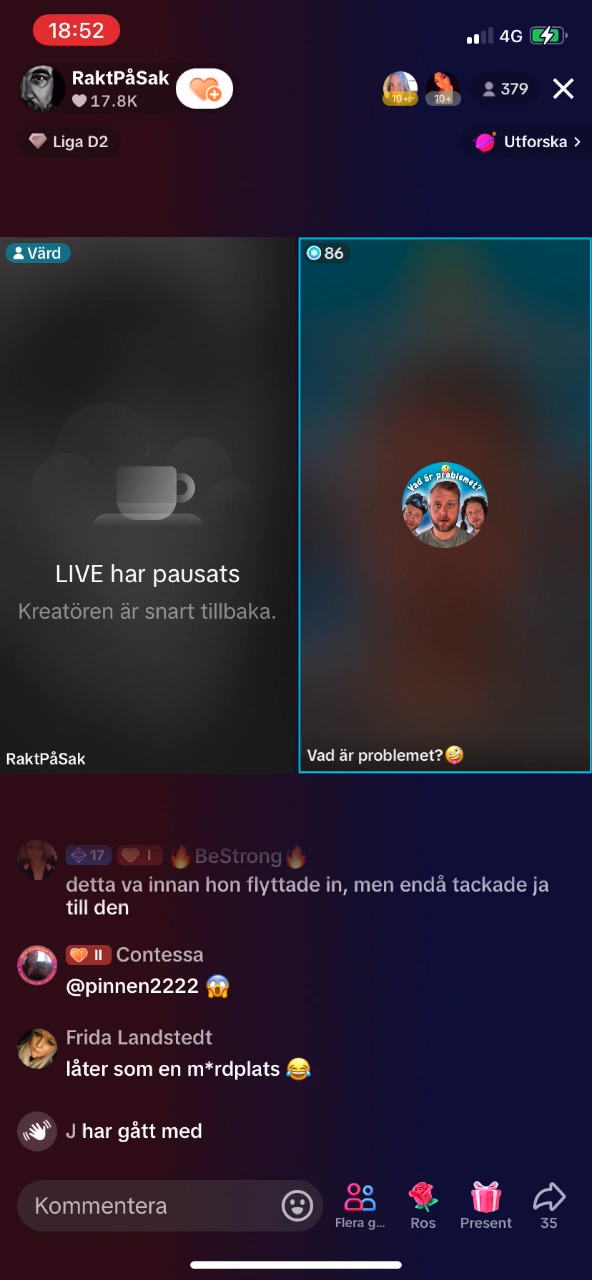 18:52
4G
RaktPåSak
17.8K
10+
10+
379
Liga D2
Utforska >
Värd
86
Vad är problemet?
LIVE har pausats
Kreatören är snart tillbaka.
RaktPåSak
Vad är problemet?🤪
17 I 🔥BeStrong🔥
detta va innan hon flyttade in, men endå tackade ja
till den
II Contessa
@pinnen2222 😱
Frida Landstedt
låter som en m*rdplats 😂
J har gått med
Kommentera
Flera g...
Ros
Present
35